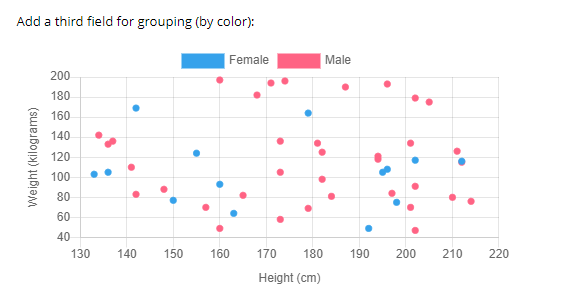 Add a third field for grouping (by color):
Female Male
200
180
160
140
120
100
80
60
40
Weight (kilograms)
130 140 150 160 170 180 190 200 210 220
Height (cm)